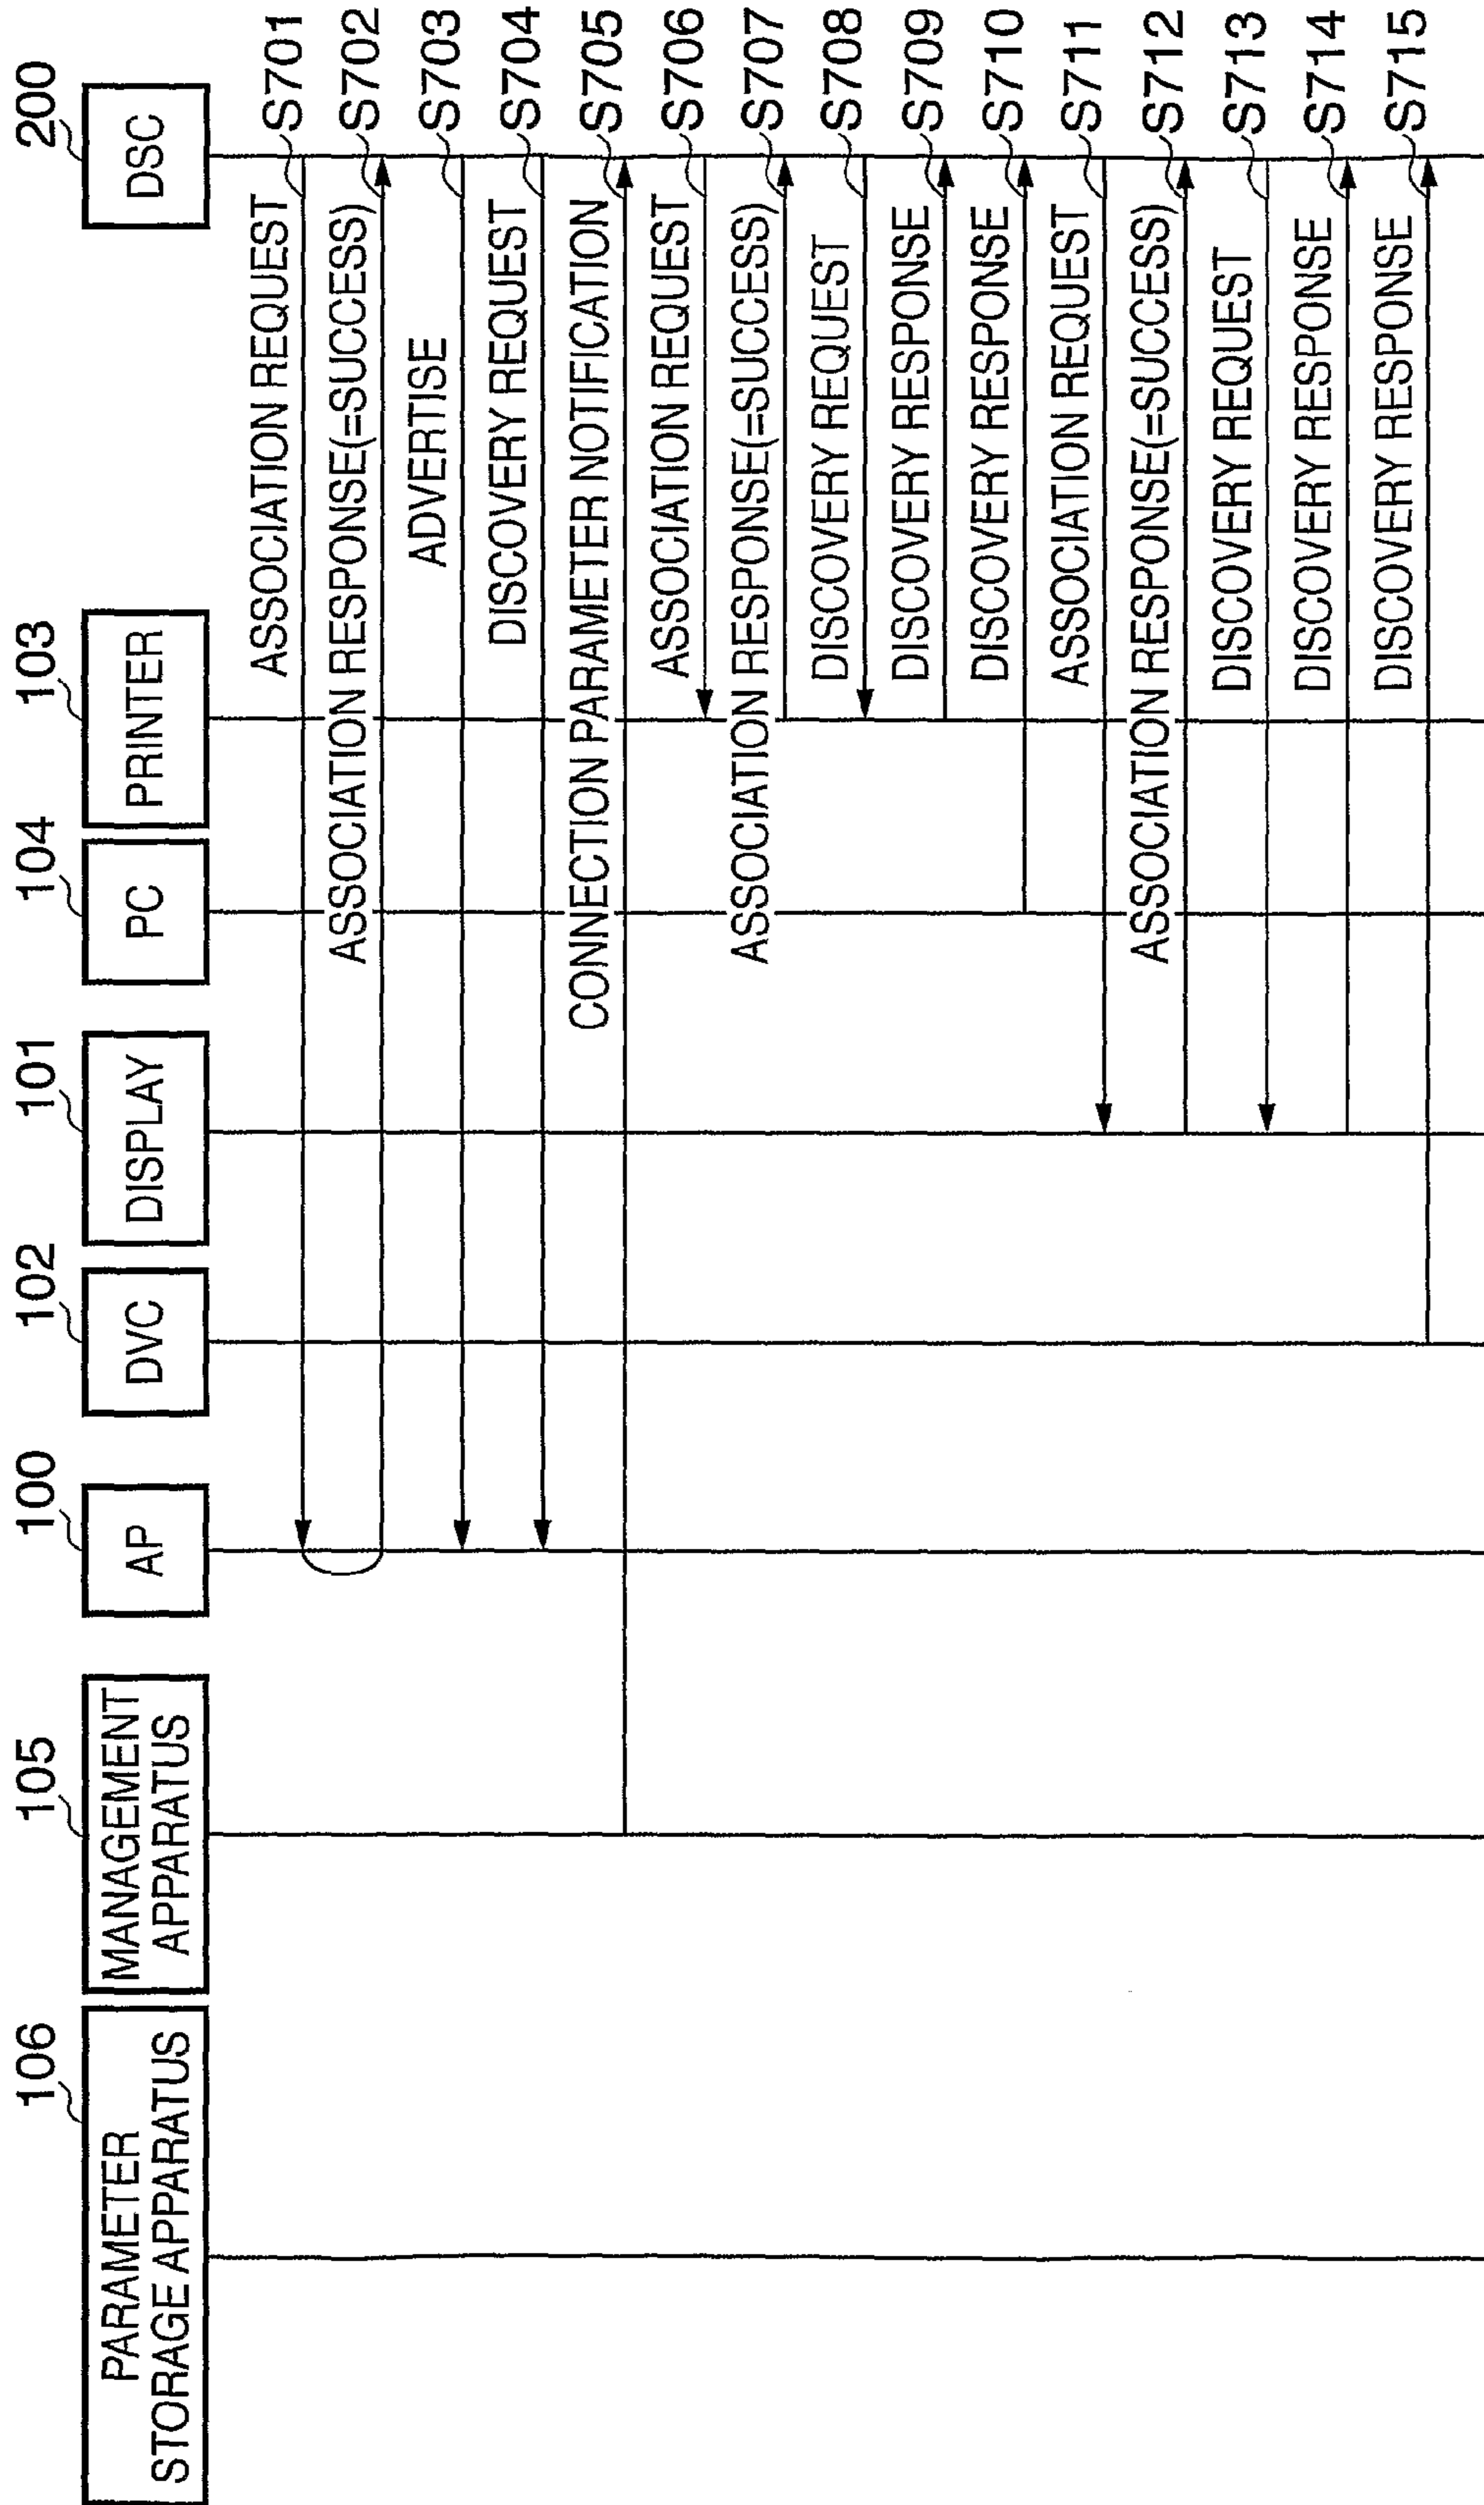 106
PARAMETER
STORAGE APPARATUS
105
MANAGEMENT
APPARATUS
100
AP
102
DVC
101
DISPLAY
104
PC
103
PRINTER
200
DSC
ASSOCIATION REQUEST
S701
ASSOCIATION RESPONSE(=SUCCESS)
S702
ADVERTISE
S703
DISCOVERY REQUEST
S704
CONNECTION PARAMETER NOTIFICATION
S705
ASSOCIATION REQUEST
S706
ASSOCIATION RESPONSE(=SUCCESS)
S707
DISCOVERY REQUEST
S708
DISCOVERY RESPONSE
S709
DISCOVERY RESPONSE
S710
ASSOCIATION REQUEST
S711
ASSOCIATION RESPONSE(=SUCCESS)
S712
DISCOVERY REQUEST
S713
DISCOVERY RESPONSE
S714
DISCOVERY RESPONSE
S715